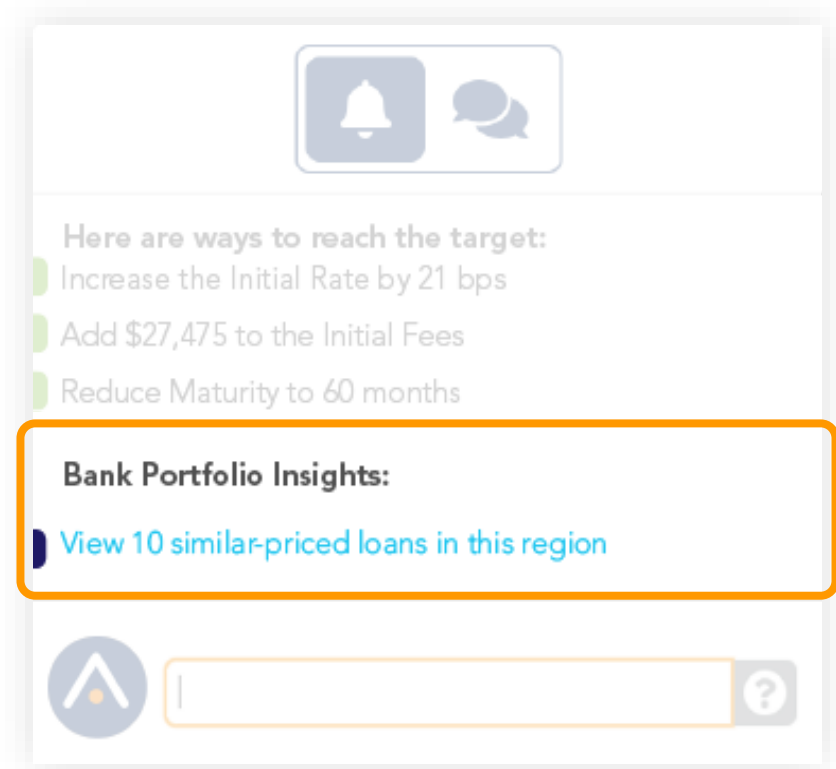 Here are ways to reach the target:
Increase the Initial Rate by 21 bps
Add $27,475 to the Initial Fees
Reduce Maturity to 60 months
Bank Portfolio Insights:
View 10 similar-priced loans in this region
?